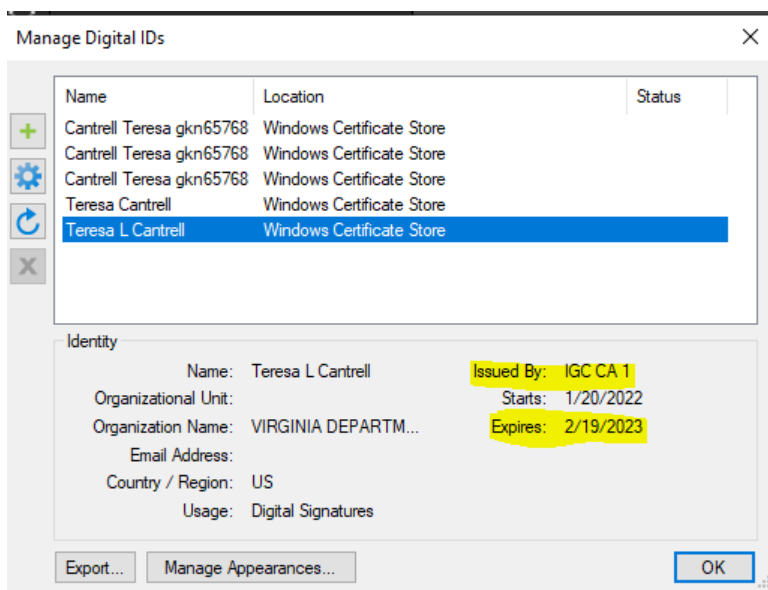 Manage Digital IDs
Name Location Status
Cantrell Teresa gkn65768 Windows Certificate Store
Cantrell Teresa gkn65768 Windows Certificate Store
Cantrell Teresa gkn65768 Windows Certificate Store
Teresa Cantrell Windows Certificate Store
Teresa L Cantrell Windows Certificate Store
Identity
Name: Teresa L Cantrell Issued By: IGC CA 1
Organizational Unit: Starts: 1/20/2022
Organization Name: VIRGINIA DEPARTM... Expires: 2/19/2023
Email Address:
Country / Region: US
Usage: Digital Signatures
Export... Manage Appearances... OK